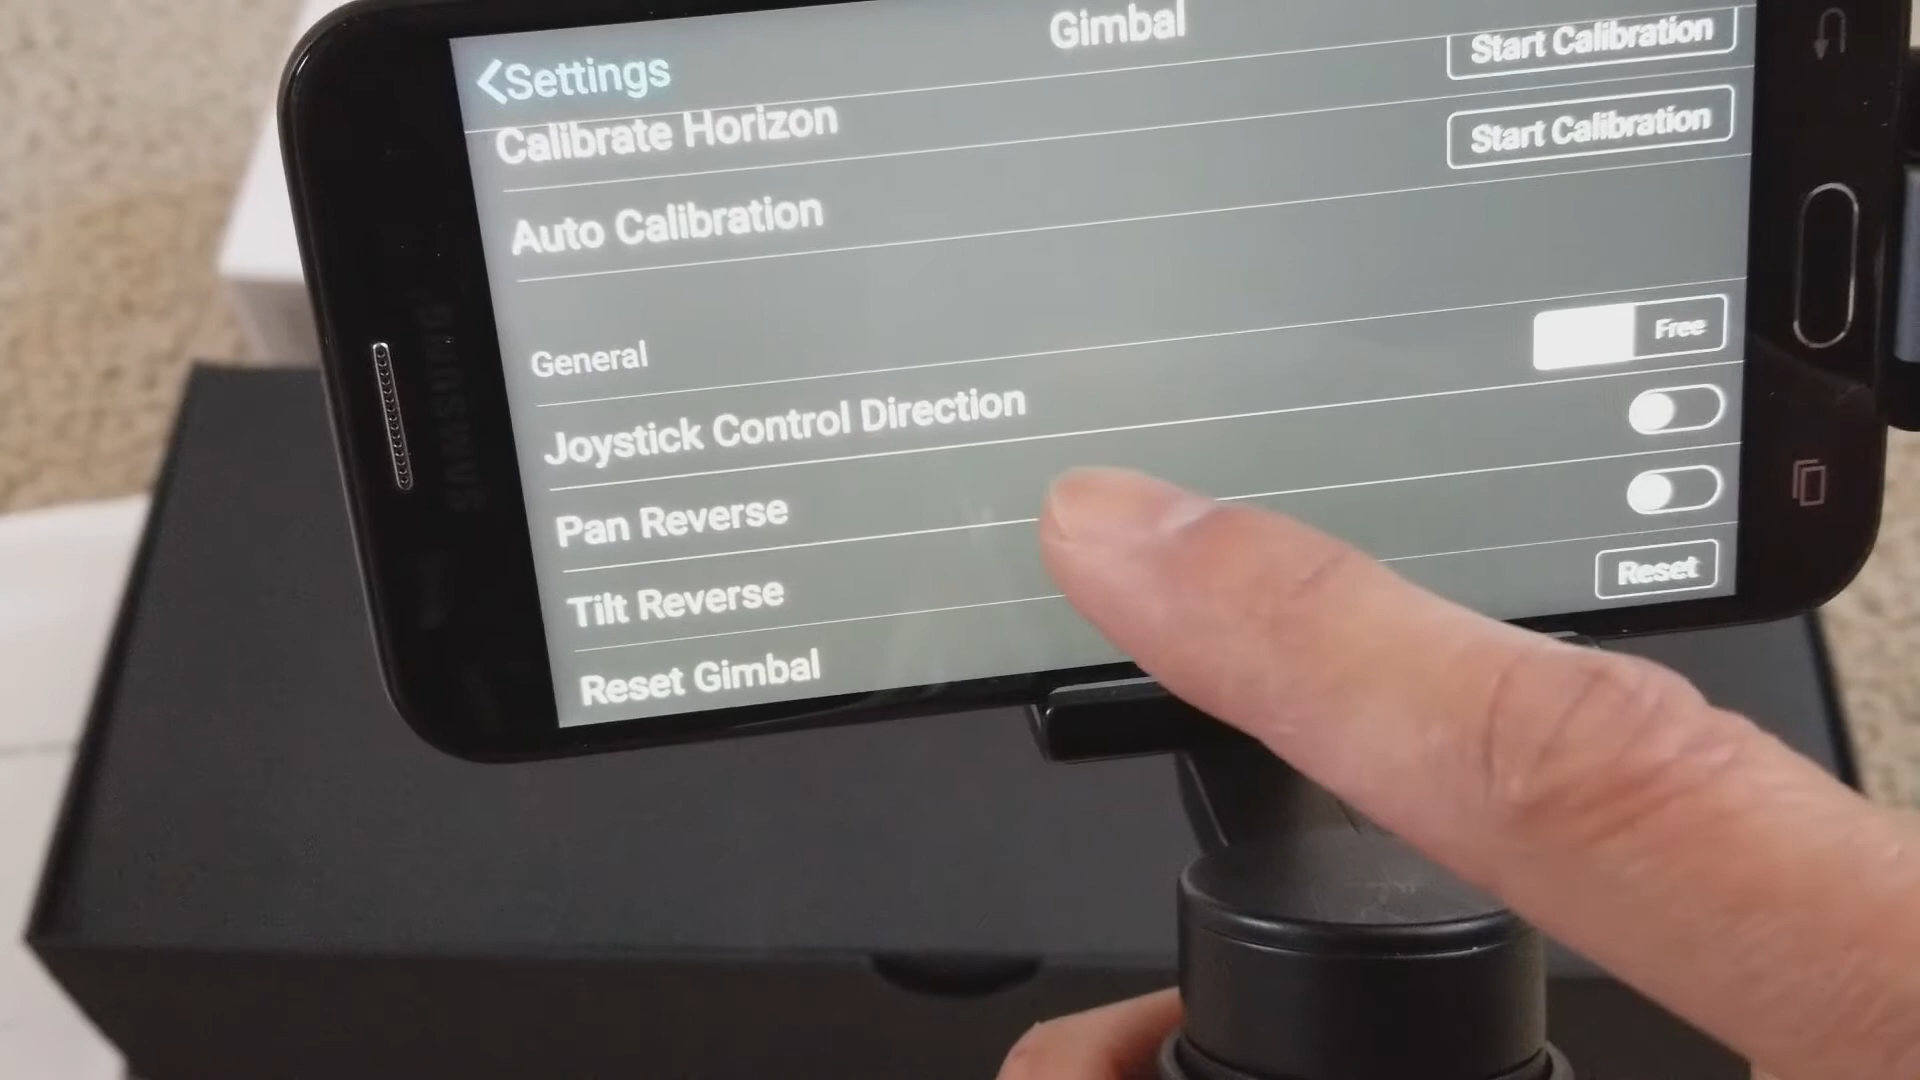 Gimbal
Settings
Start Calibration
Calibrate Horizon
Start Calibration
Auto Calibration
General
Free
Joystick Control Direction
Pan Reverse
Tilt Reverse
Reset
Reset Gimbal
SAMSUNG